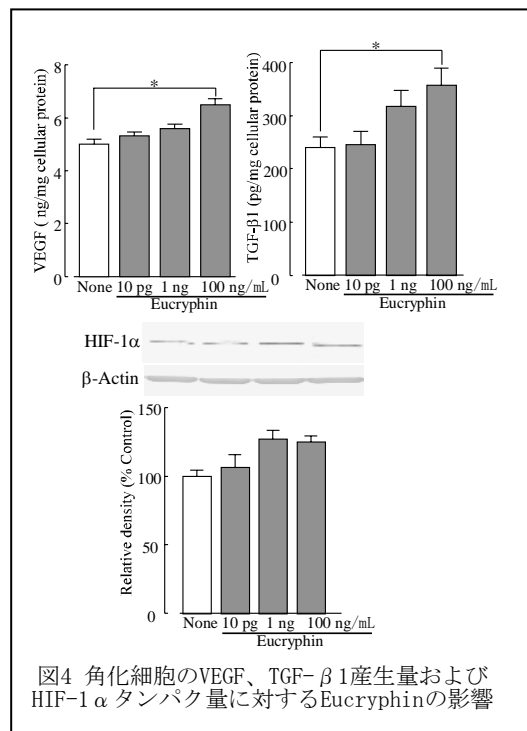 *
VEGF ( ng/mg cellular protein)
8
6
4
2
0
None 10 pg 1 ng 100 ng/mL
Eucryphin
*
TGF-β1 (pg/mg cellular protein)
400
300
200
100
0
None 10 pg 1 ng 100 ng/mL
Eucryphin
HIF-1α
β-Actin
Relative density (% Control)
150
100
50
0
None 10 pg 1 ng 100 ng/mL
Eucryphin
図4 角化細胞のVEGF、TGF-β1産生量および
HIF-1αタンパク量に対するEucryphinの影響